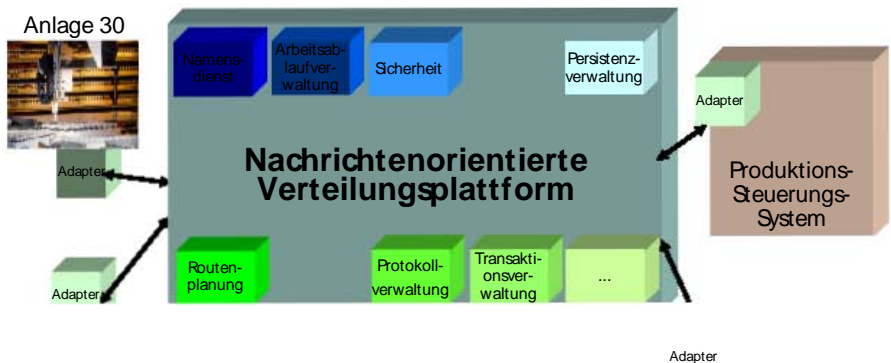 Anlage 30
Namens-
dienst
Arbeitsab-
laufver-
waltung
Sicherheit
Persistenz-
verwaltung
Adapter
Adapter
Nachrichtenorientierte
Verteilungsplattform
Produktions-
Steuerungs-
System
Adapter
Routen-
planung
Protokoll-
verwaltung
Transakti-
onsver-
waltung
...
Adapter